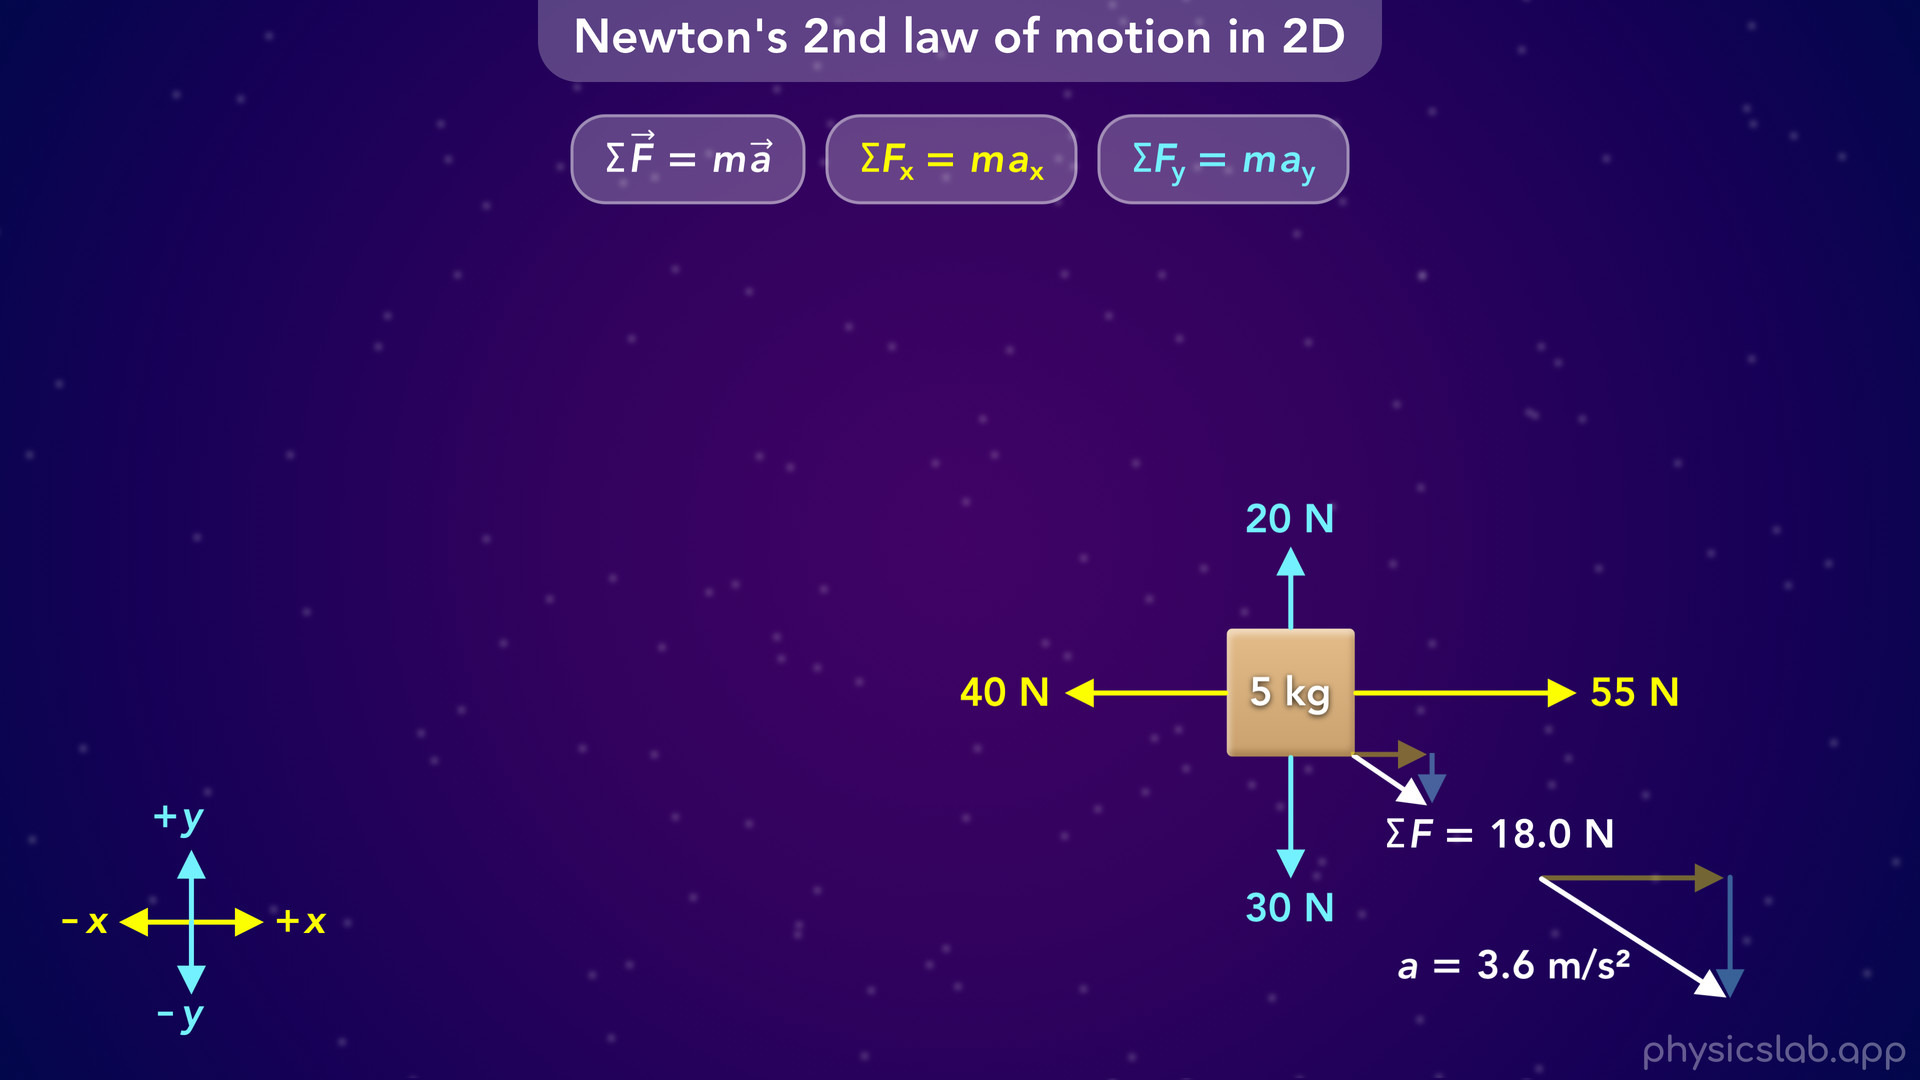 Newton's 2nd law of motion in 2D
ΣF⃗ = ma⃗
ΣFₓ = maₓ
ΣFy = may
20 N
40 N
5 kg
55 N
30 N
ΣF = 18.0 N
a = 3.6 m/s²
+y
-x
+x
-y
physicslab.app